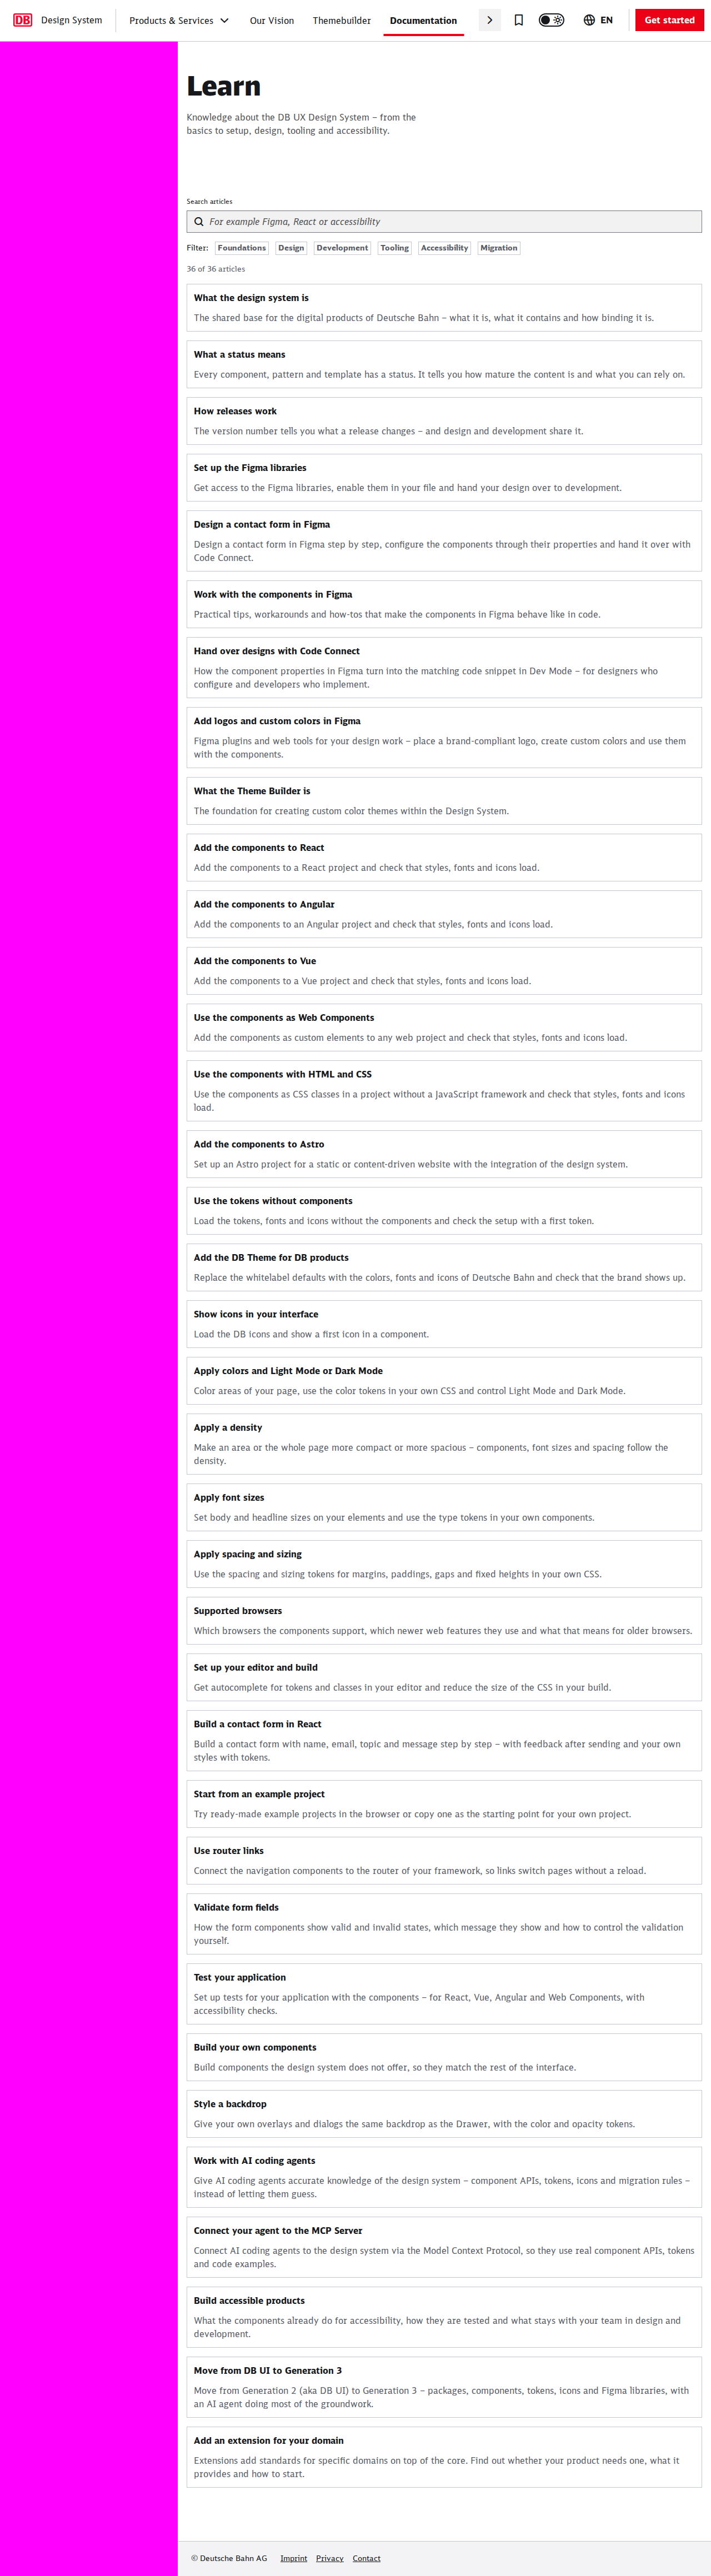 DB Design System Products & Services Our Vision Themebuilder Documentation EN Get started
Learn
Knowledge about the DB UX Design System – from the
basics to setup, design, tooling and accessibility.
Search articles
For example Figma, React or accessibility
Filter: Foundations Design Development Tooling Accessibility Migration
36 of 36 articles
What the design system is
The shared base for the digital products of Deutsche Bahn – what it is, what it contains and how binding it is.
What a status means
Every component, pattern and template has a status. It tells you how mature the content is and what you can rely on.
How releases work
The version number tells you what a release changes – and design and development share it.
Set up the Figma libraries
Get access to the Figma libraries, enable them in your file and hand your design over to development.
Design a contact form in Figma
Design a contact form in Figma step by step, configure the components through their properties and hand it over with
Code Connect.
Work with the components in Figma
Practical tips, workarounds and how-tos that make the components in Figma behave like in code.
Hand over designs with Code Connect
How the component properties in Figma turn into the matching code snippet in Dev Mode – for designers who
configure and developers who implement.
Add logos and custom colors in Figma
Figma plugins and web tools for your design work – place a brand-compliant logo, create custom colors and use them
with the components.
What the Theme Builder is
The foundation for creating custom color themes within the Design System.
Add the components to React
Add the components to a React project and check that styles, fonts and icons load.
Add the components to Angular
Add the components to an Angular project and check that styles, fonts and icons load.
Add the components to Vue
Add the components to a Vue project and check that styles, fonts and icons load.
Use the components as Web Components
Add the components as custom elements to any web project and check that styles, fonts and icons load.
Use the components with HTML and CSS
Use the components as CSS classes in a project without a JavaScript framework and check that styles, fonts and icons
load.
Add the components to Astro
Set up an Astro project for a static or content-driven website with the integration of the design system.
Use the tokens without components
Load the tokens, fonts and icons without the components and check the setup with a first token.
Add the DB Theme for DB products
Replace the whitelabel defaults with the colors, fonts and icons of Deutsche Bahn and check that the brand shows up.
Show icons in your interface
Load the DB icons and show a first icon in a component.
Apply colors and Light Mode or Dark Mode
Color areas of your page, use the color tokens in your own CSS and control Light Mode and Dark Mode.
Apply a density
Make an area or the whole page more compact or more spacious – components, font sizes and spacing follow the
density.
Apply font sizes
Set body and headline sizes on your elements and use the type tokens in your own components.
Apply spacing and sizing
Use the spacing and sizing tokens for margins, paddings, gaps and fixed heights in your own CSS.
Supported browsers
Which browsers the components support, which newer web features they use and what that means for older browsers.
Set up your editor and build
Get autocomplete for tokens and classes in your editor and reduce the size of the CSS in your build.
Build a contact form in React
Build a contact form with name, email, topic and message step by step – with feedback after sending and your own
styles with tokens.
Start from an example project
Try ready-made example projects in the browser or copy one as the starting point for your own project.
Use router links
Connect the navigation components to the router of your framework, so links switch pages without a reload.
Validate form fields
How the form components show valid and invalid states, which message they show and how to control the validation
yourself.
Test your application
Set up tests for your application with the components – for React, Vue, Angular and Web Components, with
accessibility checks.
Build your own components
Build components the design system does not offer, so they match the rest of the interface.
Style a backdrop
Give your own overlays and dialogs the same backdrop as the Drawer, with the color and opacity tokens.
Work with AI coding agents
Give AI coding agents accurate knowledge of the design system – component APIs, tokens, icons and migration rules –
instead of letting them guess.
Connect your agent to the MCP Server
Connect AI coding agents to the design system via the Model Context Protocol, so they use real component APIs, tokens
and code examples.
Build accessible products
What the components already do for accessibility, how they are tested and what stays with your team in design and
development.
Move from DB UI to Generation 3
Move from Generation 2 (aka DB UI) to Generation 3 – packages, components, tokens, icons and Figma libraries, with
an AI agent doing most of the groundwork.
Add an extension for your domain
Extensions add standards for specific domains on top of the core. Find out whether your product needs one, what it
provides and how to start.
© Deutsche Bahn AG Imprint Privacy Contact